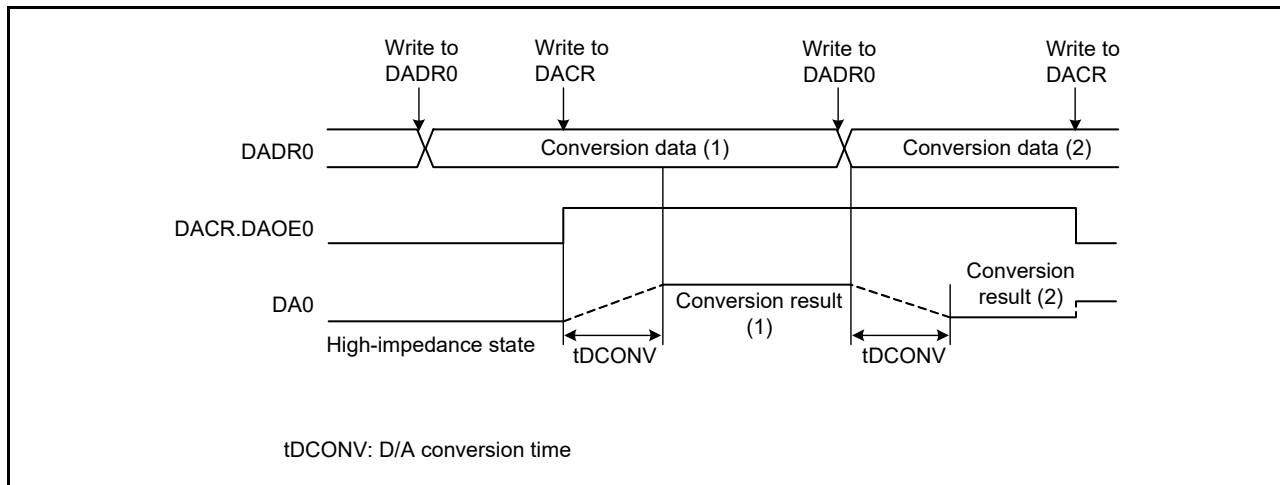 Write to
DADR0
Write to
DACR
Write to
DADR0
Write to
DACR
DADR0
Conversion data (1)
Conversion data (2)
DACR.DAOE0
DA0
Conversion result
(1)
Conversion
result (2)
High-impedance state
tDCONV
tDCONV
tDCONV: D/A conversion time